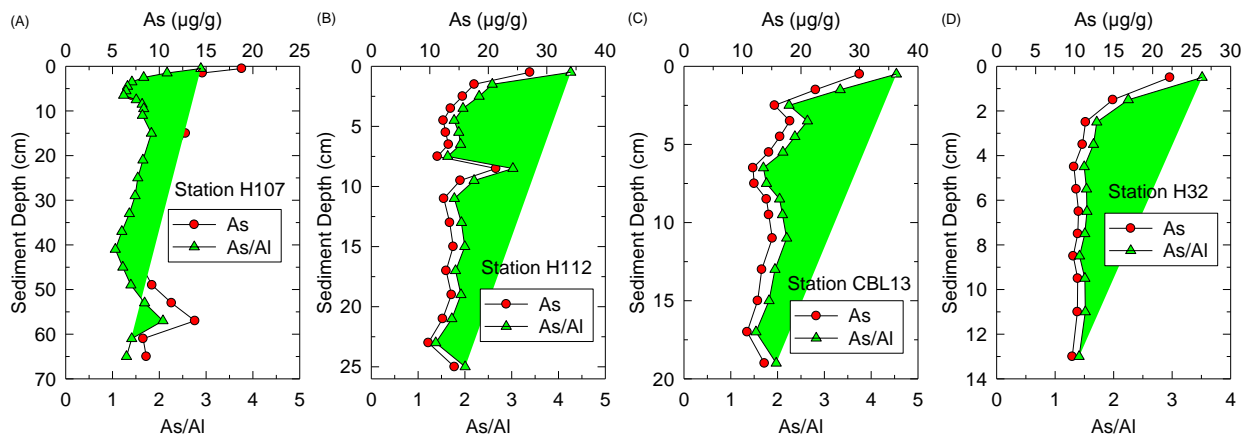 (A) As (µg/g)
0 5 10 15 20 25
0
10
20
30
40
50
60
70
Sediment Depth (cm)
Station H107
As
As/Al
0 1 2 3 4 5
As/Al
(B) As (µg/g)
0 10 20 30 40
0
5
10
15
20
25
Sediment Depth (cm)
Station H112
As
As/Al
0 1 2 3 4 5
As/Al
(C) As (µg/g)
0 5 10 15 20 25 30 35 40
0
5
10
15
20
Sediment Depth (cm)
Station CBL13
As
As/Al
0 1 2 3 4 5
As/Al
(D) As (µg/g)
0 5 10 15 20 25 32
0
2
4
6
8
10
12
14
Sediment Depth (cm)
Station H32
As
As/Al
0 1 2 3 4
As/Al